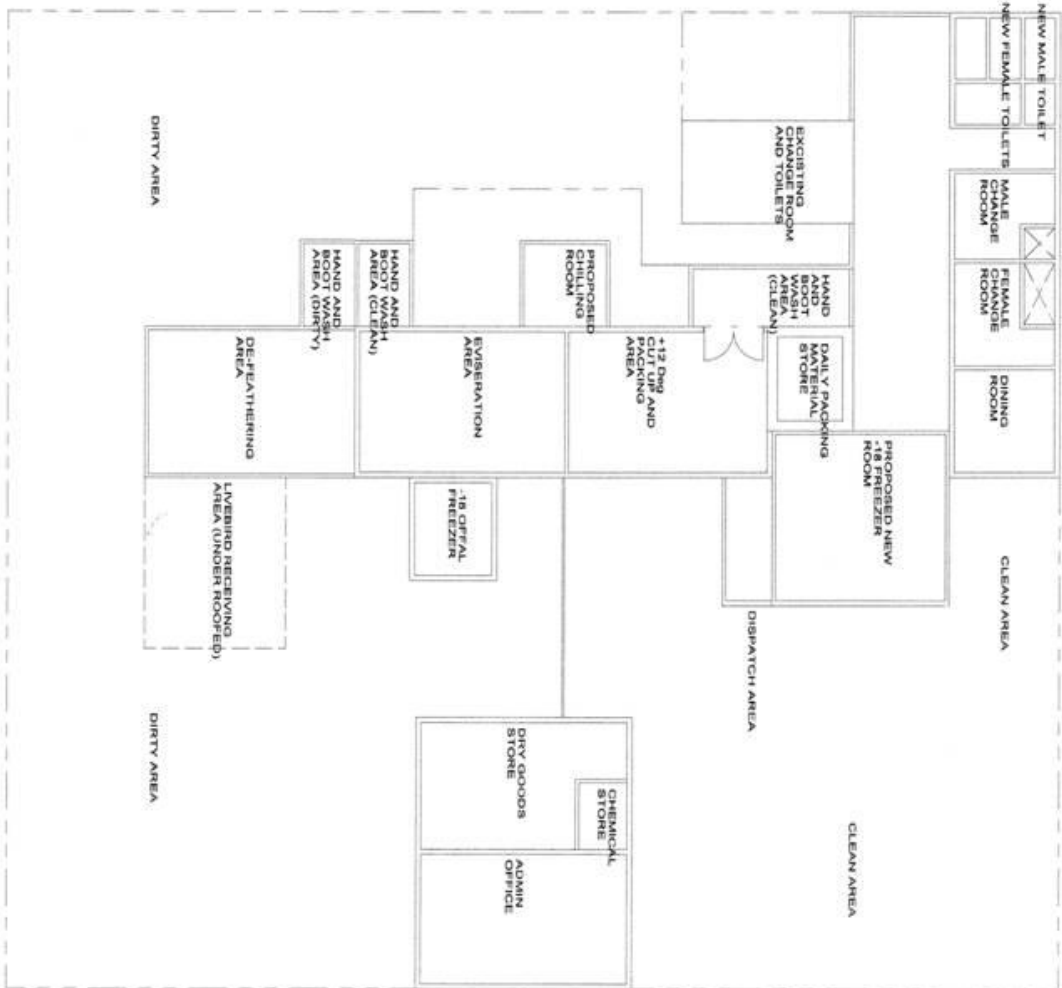 NEW MALE TOILET
NEW FEMALE TOILETS
MALE
CHANGE
ROOM
FEMALE
CHANGE
ROOM
DINING
ROOM
CLEAN AREA
EXCISTING
CHANGE ROOM
AND TOILETS
HAND
AND
BOOT
WASH
AREA
(CLEAN)
DAILY PACKING
MATERIAL
STORE
PROPOSED NEW
-18 FREEZER
ROOM
CLEAN AREA
DISPATCH AREA
+12 Deg
CUT UP AND
PACKING
AREA
PROPOSED
CHILLING
ROOM
CHEMICAL
STORE
EVISERATION
AREA
-18 OFFAL
FREEZER
DRY GOODS
STORE
ADMIN
OFFICE
HAND AND
BOOT WASH
AREA (CLEAN)
HAND AND
BOOT WASH
AREA (DIRTY)
DE-FEATHERING
AREA
LIVEBIRD RECEIVING
AREA (UNDER ROOFED)
DIRTY AREA
DIRTY AREA